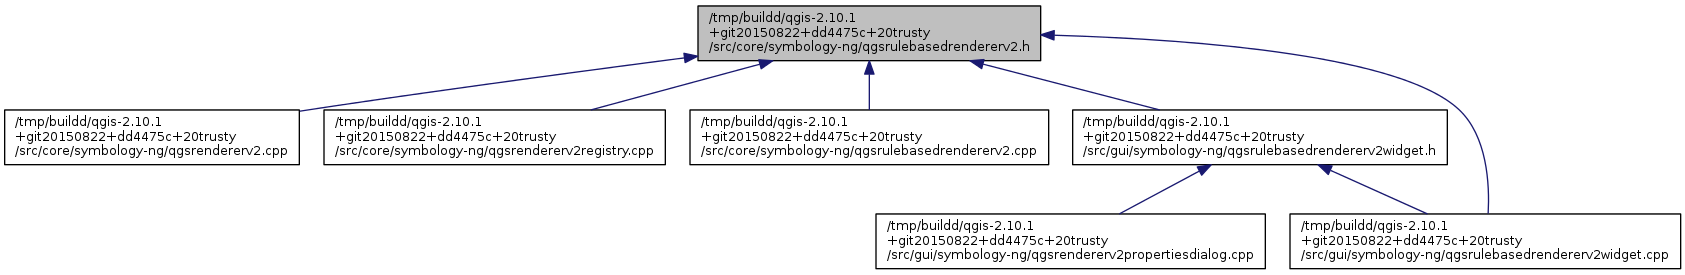 /tmp/buildd/qgis-2.10.1
+git20150822+dd4475c+20trusty
/src/core/symbology-ng/qgsrulebasedrendererv2.h
/tmp/buildd/qgis-2.10.1
+git20150822+dd4475c+20trusty
/src/core/symbology-ng/qgsrendererv2.cpp
/tmp/buildd/qgis-2.10.1
+git20150822+dd4475c+20trusty
/src/core/symbology-ng/qgsrendererv2registry.cpp
/tmp/buildd/qgis-2.10.1
+git20150822+dd4475c+20trusty
/src/core/symbology-ng/qgsrulebasedrendererv2.cpp
/tmp/buildd/qgis-2.10.1
+git20150822+dd4475c+20trusty
/src/gui/symbology-ng/qgsrulebasedrendererv2widget.h
/tmp/buildd/qgis-2.10.1
+git20150822+dd4475c+20trusty
/src/gui/symbology-ng/qgsrendererv2propertiesdialog.cpp
/tmp/buildd/qgis-2.10.1
+git20150822+dd4475c+20trusty
/src/gui/symbology-ng/qgsrulebasedrendererv2widget.cpp